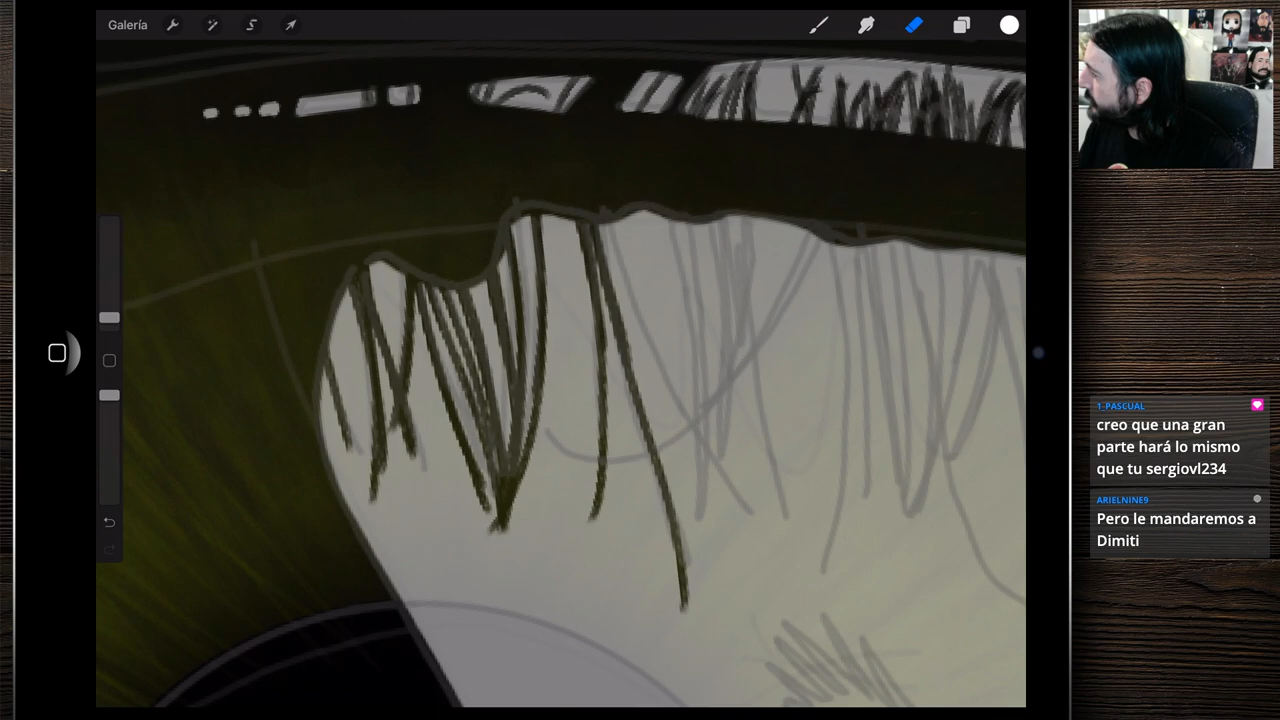 Galería
1_PASCUAL
creo que una gran
parte hará lo mismo
que tu sergiovl234
ARIELNINE9
Pero le mandaremos a
Dimiti